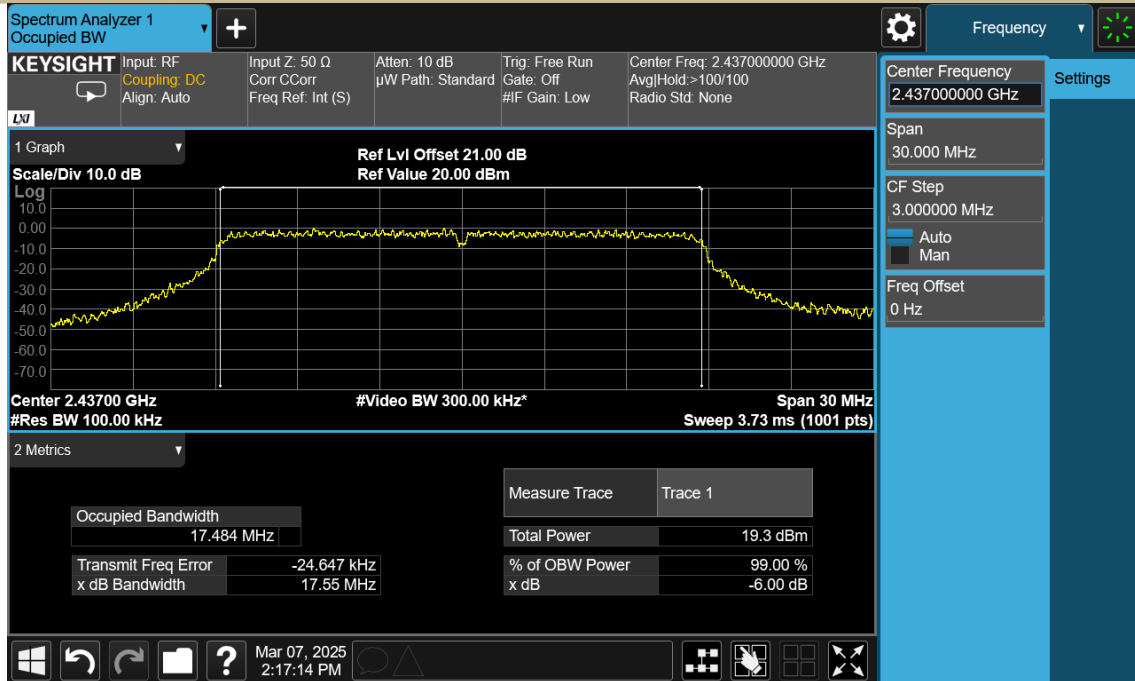 Spectrum Analyzer 1
Occupied BW
+
Frequency
KEYSIGHT
Input: RF
Coupling: DC
Align: Auto
Input Z: 50 Ω
Corr CCorr
Freq Ref: Int (S)
Atten: 10 dB
µW Path: Standard
Trig: Free Run
Gate: Off
#IF Gain: Low
Center Freq: 2.437000000 GHz
Avg|Hold:>100/100
Radio Std: None
LXI
Center Frequency
2.437000000 GHz
Settings
Span
30.000 MHz
CF Step
3.000000 MHz
Auto
Man
Freq Offset
0 Hz
1 Graph
Ref Lvl Offset 21.00 dB
Scale/Div 10.0 dB
Ref Value 20.00 dBm
Log
10.0
0.00
-10.0
-20.0
-30.0
-40.0
-50.0
-60.0
-70.0
Center 2.43700 GHz
#Video BW 300.00 kHz*
Span 30 MHz
#Res BW 100.00 kHz
Sweep 3.73 ms (1001 pts)
2 Metrics
Measure Trace
Trace 1
Occupied Bandwidth
17.484 MHz
Total Power
19.3 dBm
Transmit Freq Error
-24.647 kHz
% of OBW Power
99.00 %
x dB Bandwidth
17.55 MHz
x dB
-6.00 dB
?
Mar 07, 2025
2:17:14 PM